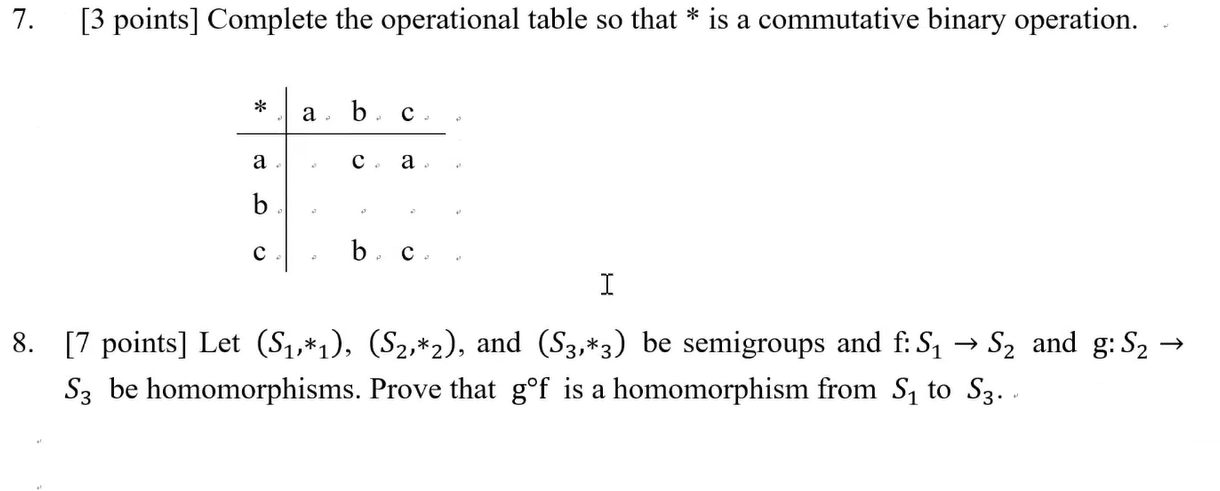 7. [3 points] Complete the operational table so that * is a commutative binary operation.
* a b c
a c a
b
c b c
8. [7 points] Let (S₁,*₁), (S₂,*₂), and (S₃,*₃) be semigroups and f: S₁ → S₂ and g: S₂ →
S₃ be homomorphisms. Prove that g°f is a homomorphism from S₁ to S₃.